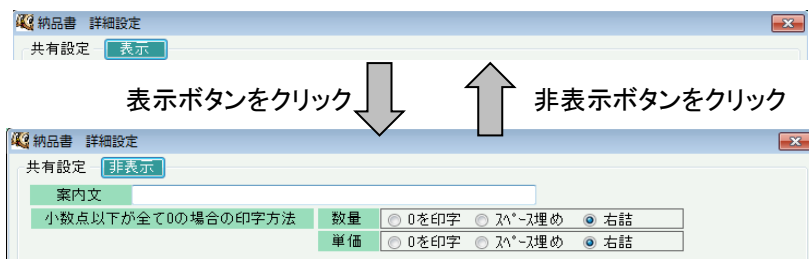 納品書 詳細設定
共有設定 表示
表示ボタンをクリック 非表示ボタンをクリック
納品書 詳細設定
共有設定 非表示
案内文
小数点以下が全て0の場合の印字方法 数量 0を印字 ｽﾍﾟｰｽ埋め 右詰
単価 0を印字 ｽﾍﾟｰｽ埋め 右詰